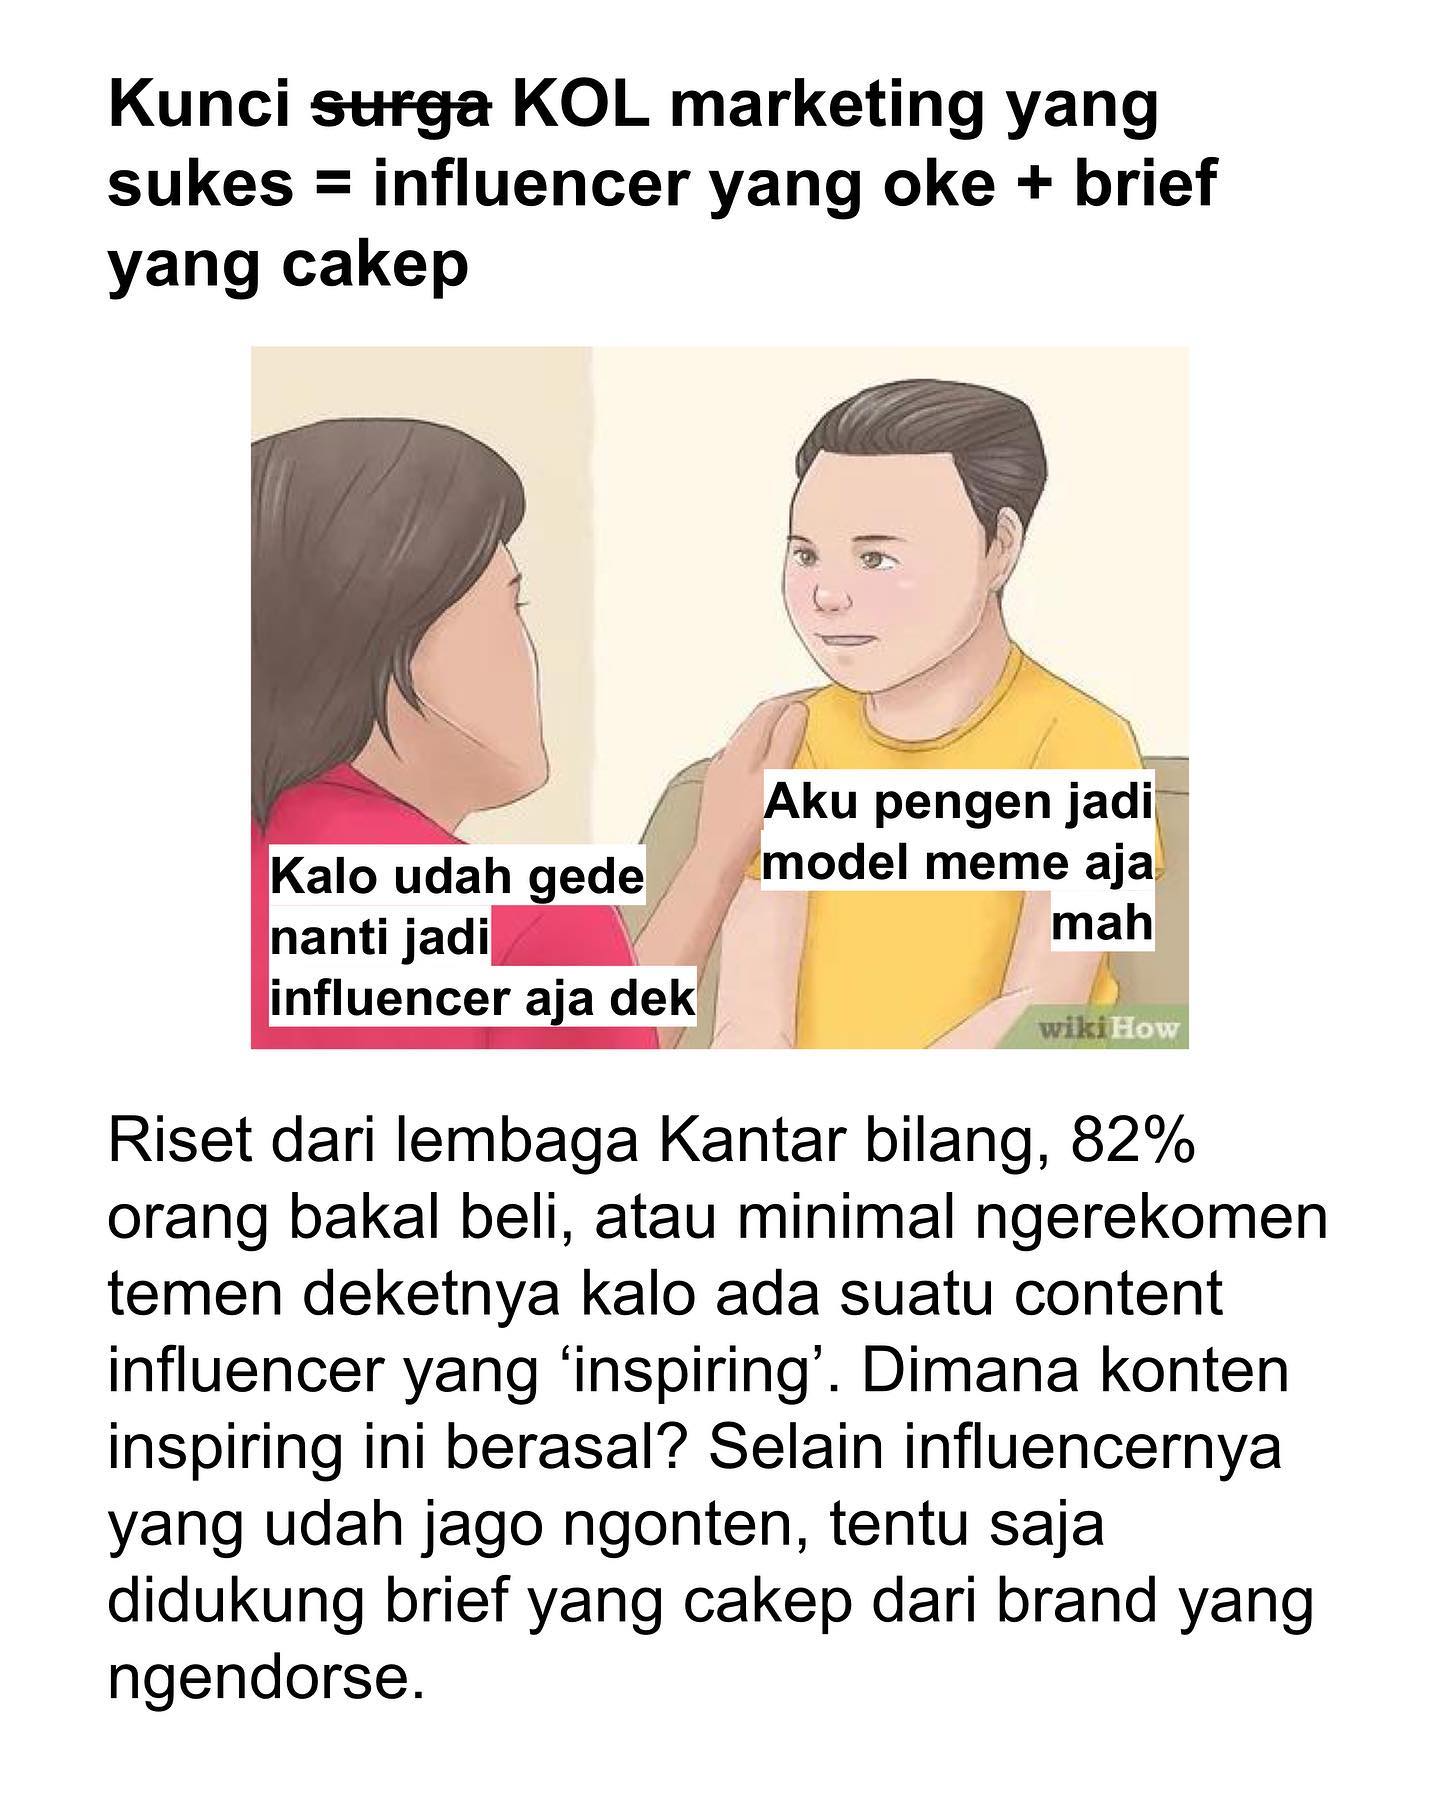 Kunci surga KOL marketing yang
sukes = influencer yang oke + brief
yang cakep
Kalo udah gede
nanti jadi
influencer aja dek
Aku pengen jadi
model meme aja
mah
wikiHow
Riset dari lembaga Kantar bilang, 82%
orang bakal beli, atau minimal ngerekomen
temen deketnya kalo ada suatu content
influencer yang ‘inspiring’. Dimana konten
inspiring ini berasal? Selain influencernya
yang udah jago ngonten, tentu saja
didukung brief yang cakep dari brand yang
ngendorse.